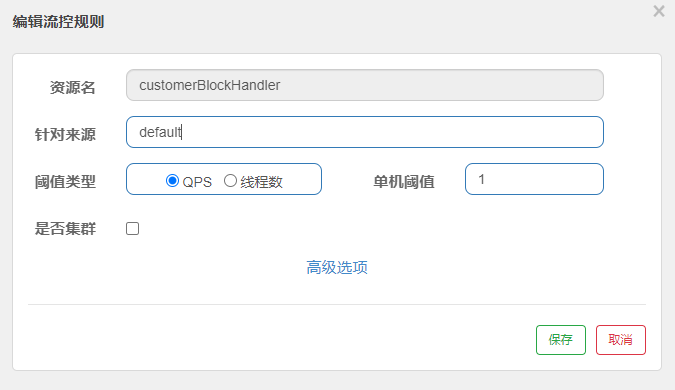 编辑流控规则 ×
资源名 customerBlockHandler
针对来源 default
阈值类型 QPS 线程数 单机阈值 1
是否集群
高级选项
保存 取消